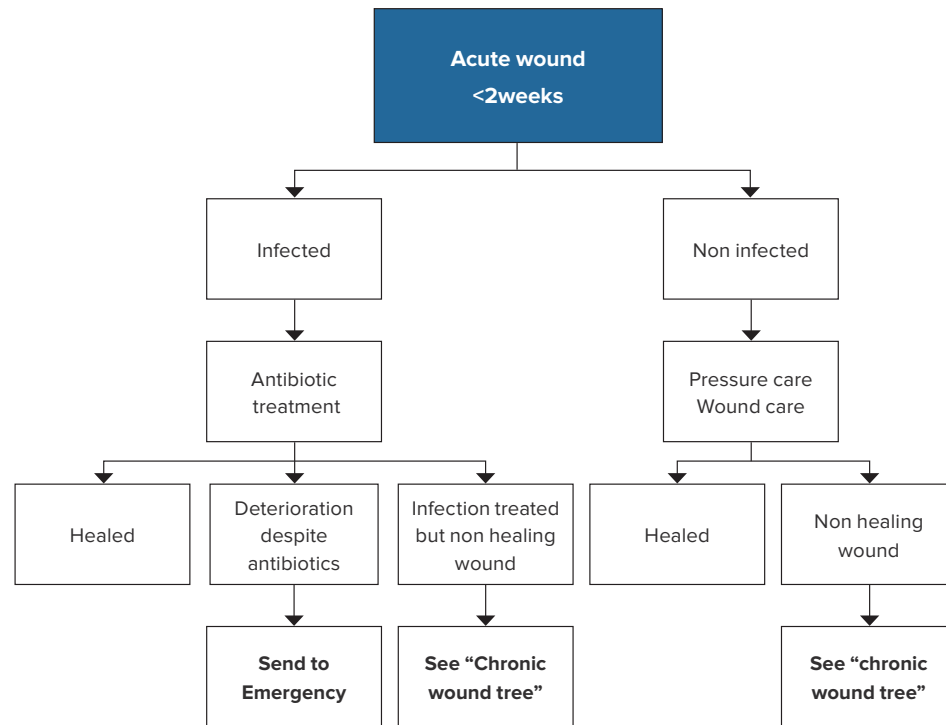 Acute wound
<2weeks
Infected
Non infected
Antibiotic
treatment
Pressure care
Wound care
Healed
Deterioration
despite
antibiotics
Infection treated
but non healing
wound
Healed
Non healing
wound
Send to
Emergency
See “Chronic
wound tree”
See “chronic
wound tree”